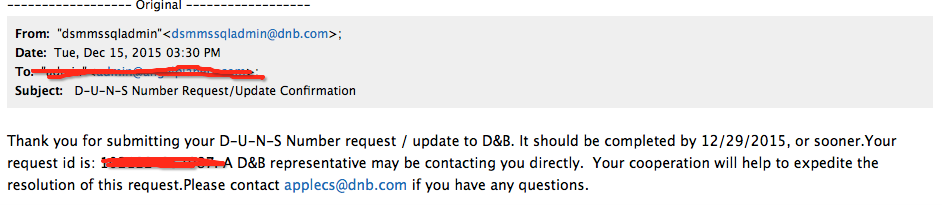 ------------------ Original ------------------
From: "dsmmssqladmin"<dsmmssqladmin@dnb.com>;
Date: Tue, Dec 15, 2015 03:30 PM
To:
Subject: D-U-N-S Number Request/Update Confirmation
Thank you for submitting your D-U-N-S Number request / update to D&B. It should be completed by 12/29/2015, or sooner.Your
request id is: A D&B representative may be contacting you directly. Your cooperation will help to expedite the
resolution of this request.Please contact applecs@dnb.com if you have any questions.